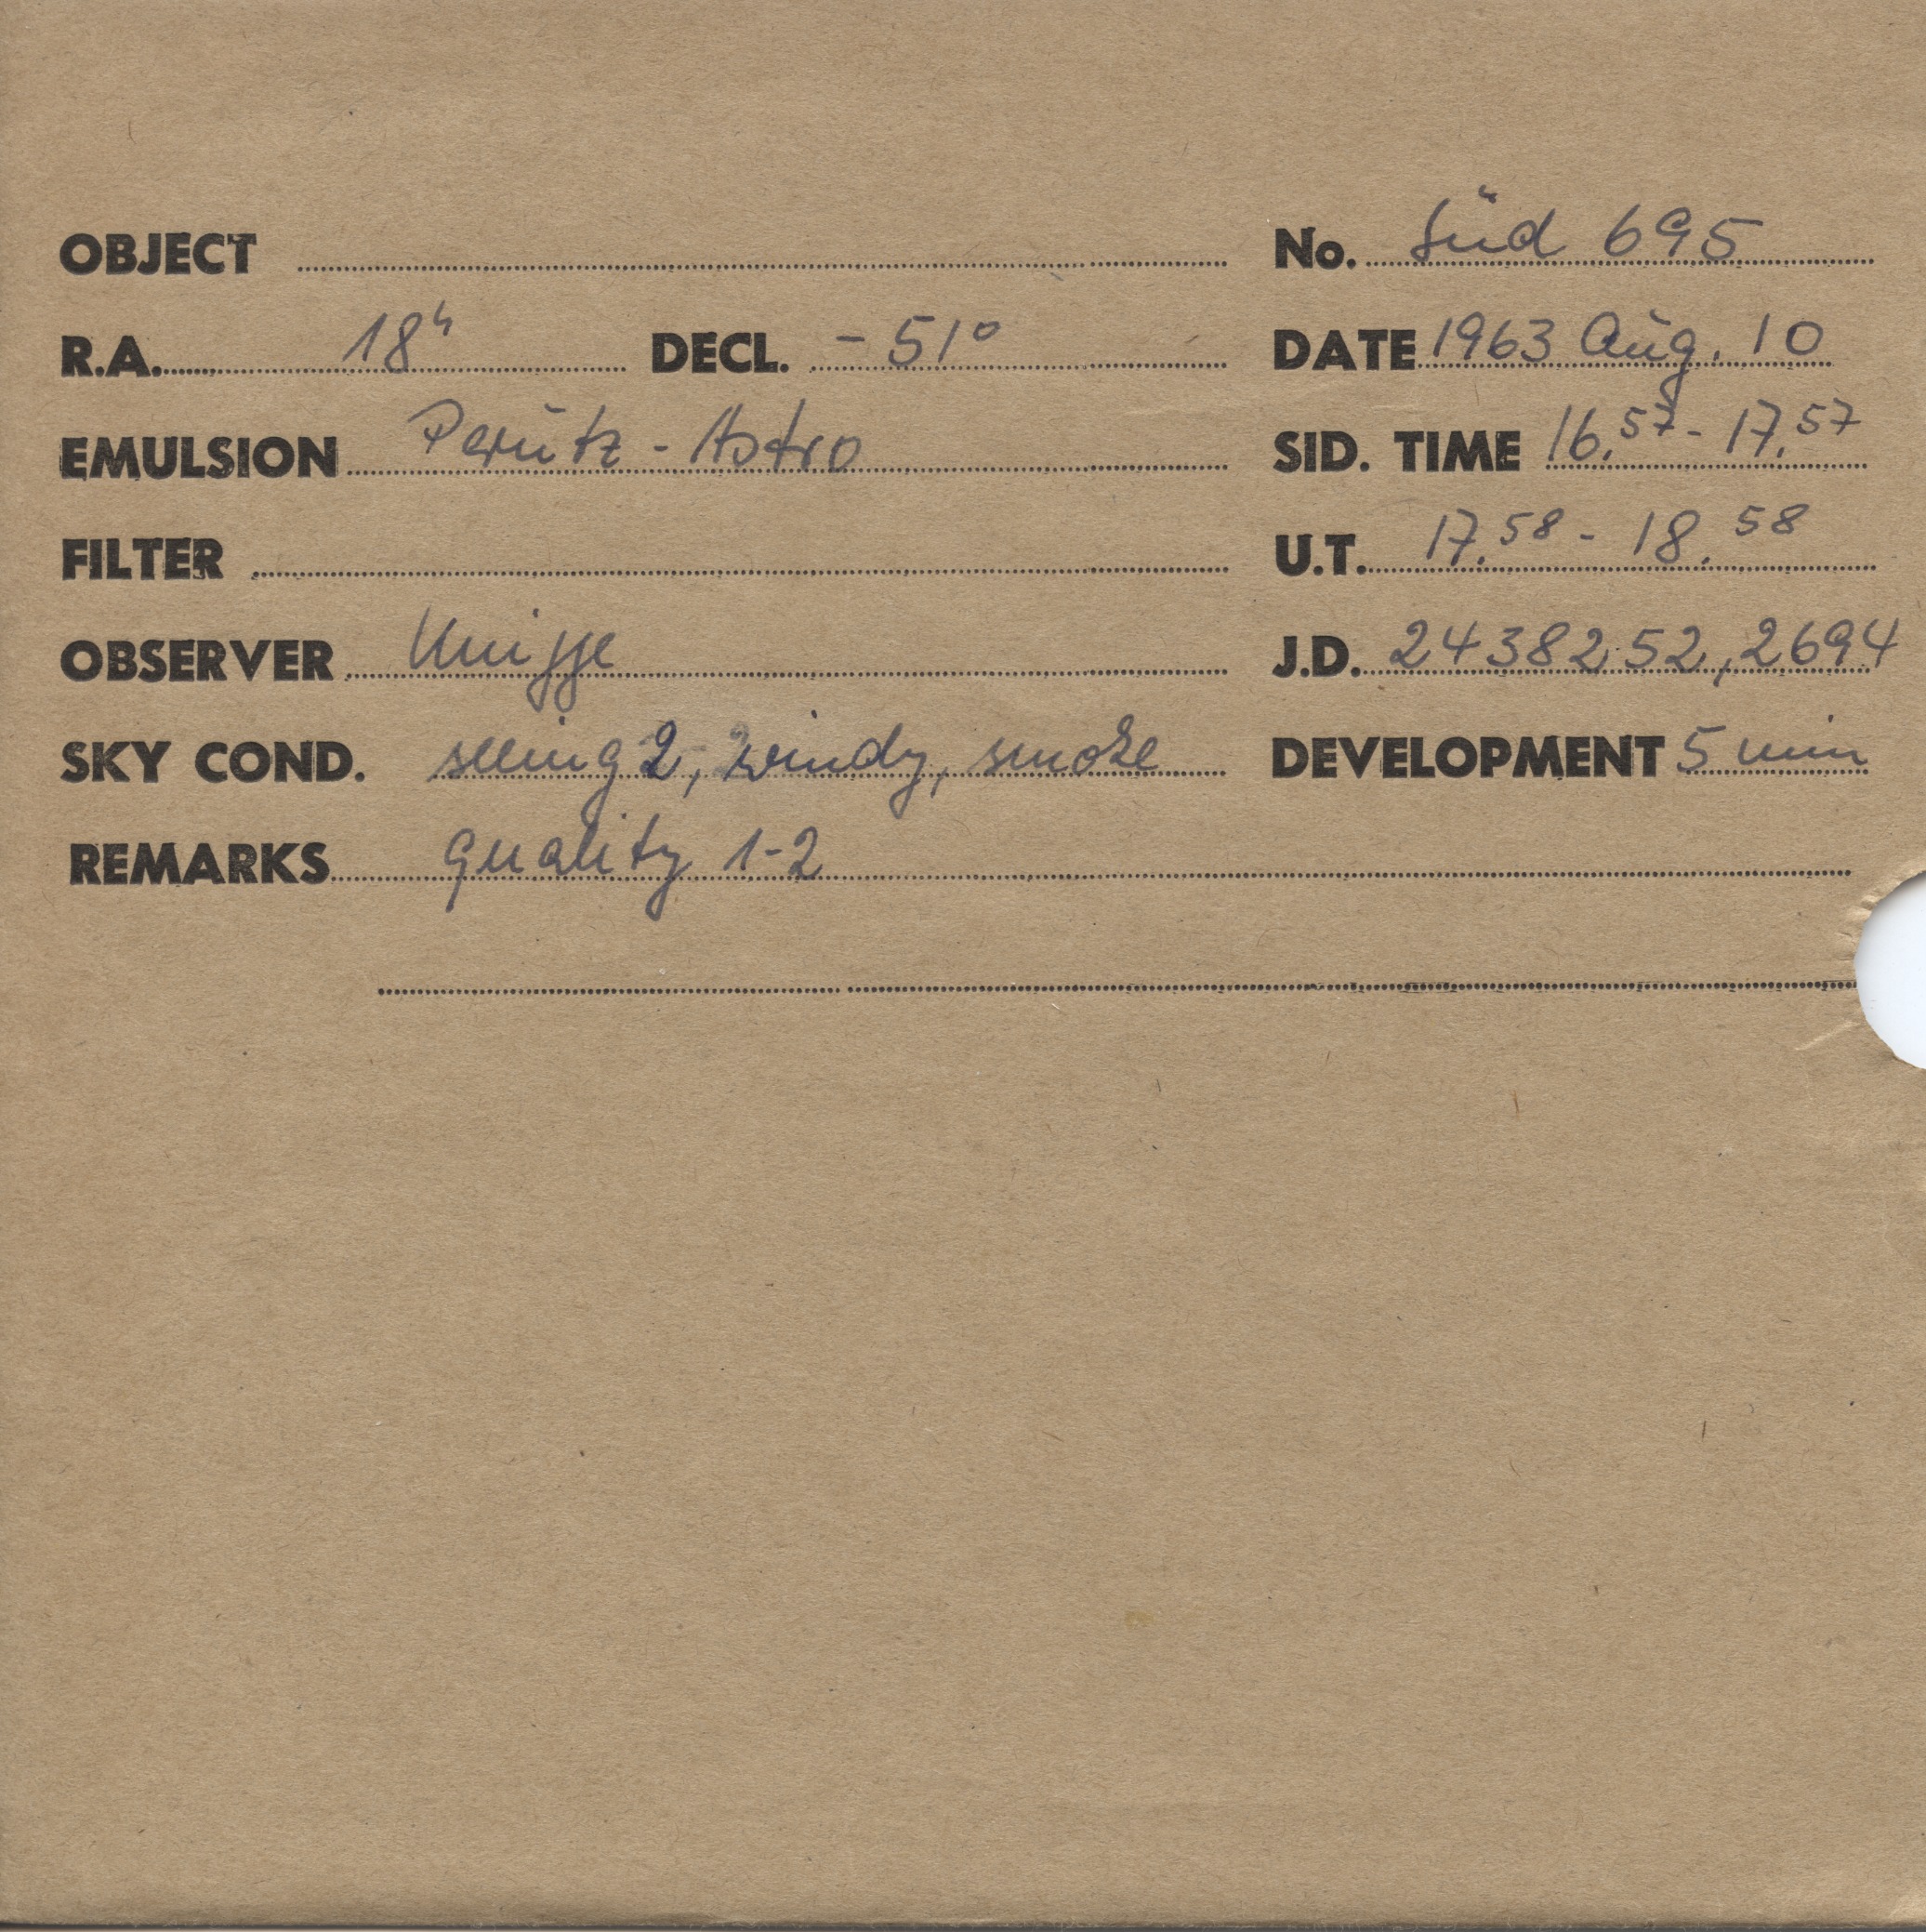 OBJECT No. Süd 695
R.A. 18h DECL. -51° DATE 1963 Aug. 10
EMULSION Perutz - Astro SID. TIME 16.57 - 17.57
FILTER U.T. 17.58 - 18.58
OBSERVER Knigge J.D. 2438252,2694
SKY COND. seeing 2, windy, smoke DEVELOPMENT 5 min
REMARKS quality 1-2